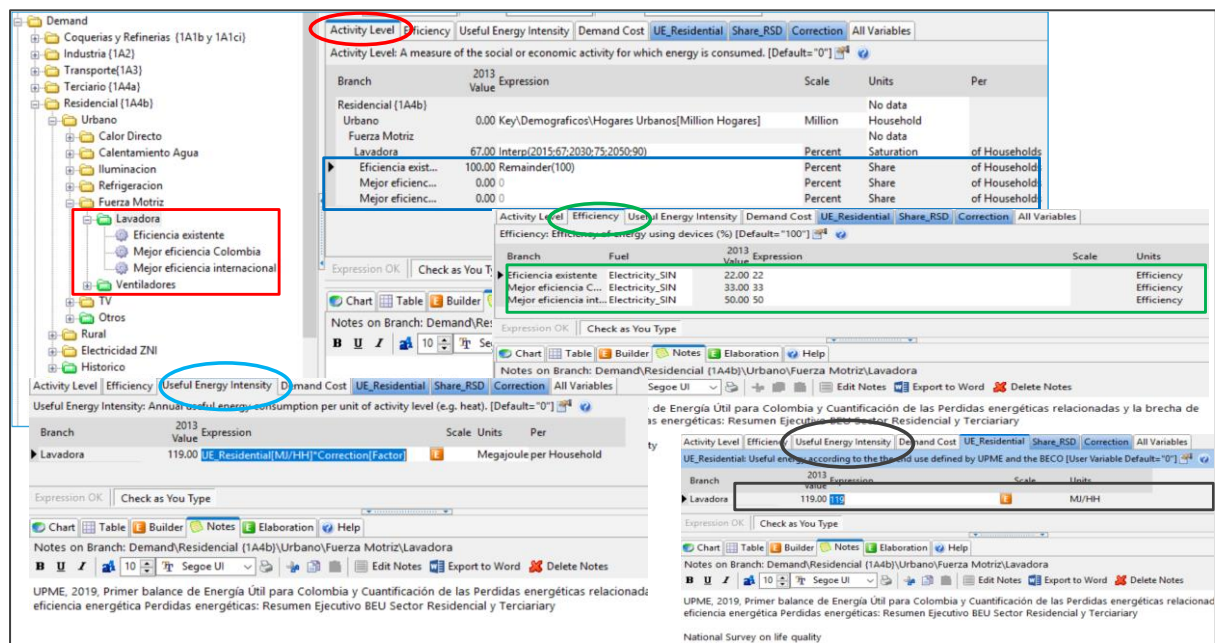 Demand
Coquerias y Refinerias {1A1b y 1A1ci}
Industria {1A2}
Transporte{1A3}
Terciario {1A4a}
Residencial {1A4b}
Urbano
Calor Directo
Calentamiento Agua
Iluminacion
Refrigeracion
Fuerza Motriz
Lavadora
Eficiencia existente
Mejor eficiencia Colombia
Mejor eficiencia internacional
Ventiladores
TV
Otros
Rural
Electricidad ZNI
Historico
Activity Level Efficiency Useful Energy Intensity Demand Cost UE_Residential Share_RSD Correction All Variables
Activity Level: A measure of the social or economic activity for which energy is consumed. [Default="0"]
Branch 2013 Value Expression Scale Units Per
Residencial {1A4b} No data
Urbano 0.00 Key\Demograficos\Hogares Urbanos[Million Hogares] Million Household
Fuerza Motriz No data
Lavadora 67.00 Interp(2015;67;2030;75;2050;90) Percent Saturation of Households
Eficiencia exist... 100.00 Remainder(100) Percent Share of Households
Mejor eficienc... 0.00 0 Percent Share of Households
Mejor eficienc... 0.00 0 Percent Share of Households
Expression OK Check as You T
Chart Table Builder
Notes on Branch: Demand\Re
B U I 10 Se
Activity Level Efficiency Useful Energy Intensity Demand Cost UE_Residential Share_RSD Correction All Variables
Efficiency: Efficiency of energy using devices (%) [Default="100"]
Branch Fuel 2013 Value Expression Scale Units
Eficiencia existente Electricity_SIN 22.00 22 Efficiency
Mejor eficiencia C... Electricity_SIN 33.00 33 Efficiency
Mejor eficiencia int... Electricity_SIN 50.00 50 Efficiency
Expression OK Check as You Type
Chart Table Builder Notes Elaboration Help
Notes on Branch: Demand\Residencial {1A4b}\Urbano\Fuerza Motriz\Lavadora
Segoe UI Edit Notes Export to Word Delete Notes
de Energía Útil para Colombia y Cuantificación de las Perdidas energéticas relacionadas y la brecha de
as energéticas: Resumen Ejecutivo BEU Sector Residencial y Terciariary
ty
Activity Level Efficiency Useful Energy Intensity Demand Cost UE_Residential Share_RSD Correction All Variables
Useful Energy Intensity: Annual useful energy consumption per unit of activity level (e.g. heat). [Default="0"]
Branch 2013 Value Expression Scale Units Per
Lavadora 119.00 UE_Residential[MJ/HH]*Correction[Factor] Megajoule per Household
Expression OK Check as You Type
Chart Table Builder Notes Elaboration Help
Notes on Branch: Demand\Residencial {1A4b}\Urbano\Fuerza Motriz\Lavadora
B U I 10 Segoe UI Edit Notes Export to Word Delete Notes
UPME, 2019, Primer balance de Energía Útil para Colombia y Cuantificación de las Perdidas energéticas relacionada
eficiencia energética Perdidas energéticas: Resumen Ejecutivo BEU Sector Residencial y Terciariary
Activity Level Efficiency Useful Energy Intensity Demand Cost UE_Residential Share_RSD Correction All Variables
UE_Residential: Useful energy according to the the end use defined by UPME and the BECO [User Variable Default="0"]
Branch 2013 Value Expression Scale Units
Lavadora 119.00 119 MJ/HH
Expression OK Check as You Type
Chart Table Builder Notes Elaboration Help
Notes on Branch: Demand\Residencial {1A4b}\Urbano\Fuerza Motriz\Lavadora
B U I 10 Segoe UI Edit Notes Export to Word Delete Notes
UPME, 2019, Primer balance de Energía Útil para Colombia y Cuantificación de las Perdidas energéticas relacionad
eficiencia energética Perdidas energéticas: Resumen Ejecutivo BEU Sector Residencial y Terciariary
National Survey on life quality